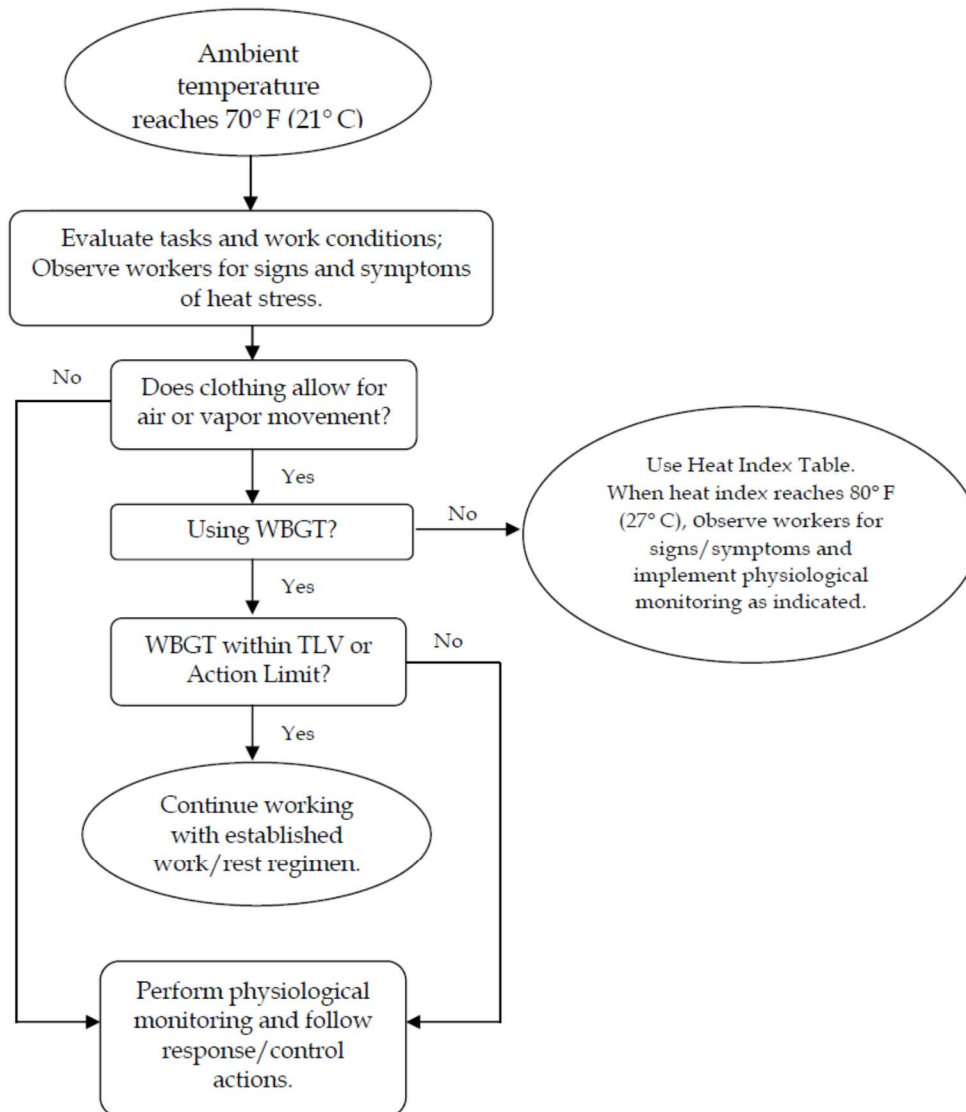 Ambient
temperature
reaches 70° F (21° C)
Evaluate tasks and work conditions;
Observe workers for signs and symptoms
of heat stress.
No
Does clothing allow for
air or vapor movement?
Yes
Using WBGT?
No
Use Heat Index Table.
When heat index reaches 80° F
(27° C), Observe workers for
signs/symptoms and
implement physiological
monitoring as indicated.
Yes
WBGT within TLV or
Action Limit?
No
Yes
Continue working
with established
work/rest regimen.
Perform physiological
monitoring and follow
response/control
actions.